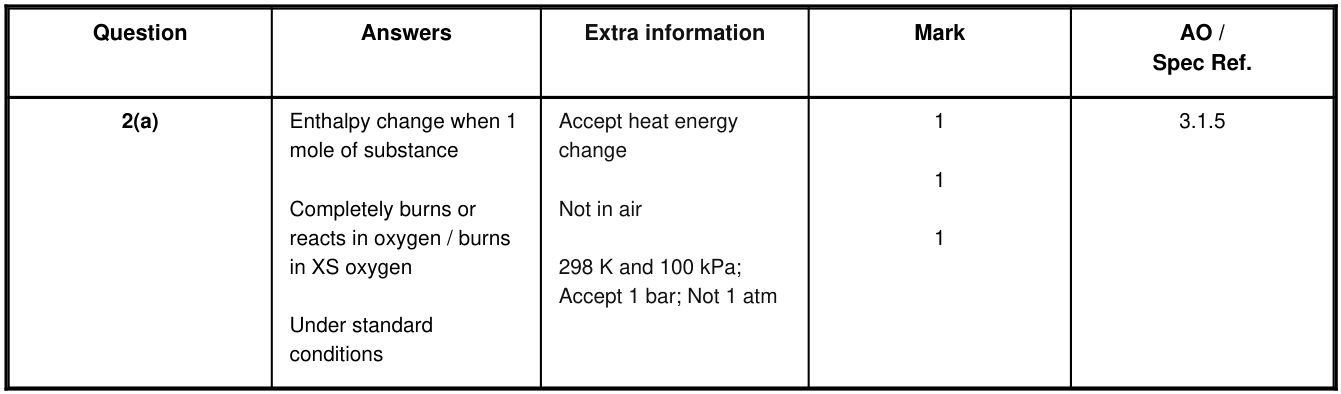 Question
Answers
Extra information
Mark
AO /
Spec Ref.
2(a)
Enthalpy change when 1
mole of substance
Completely burns or
reacts in oxygen / burns
in XS oxygen
Under standard
conditions
Accept heat energy
change
Not in air
298 K and 100 kPa;
Accept 1 bar; Not 1 atm
1
1
1
3.1.5